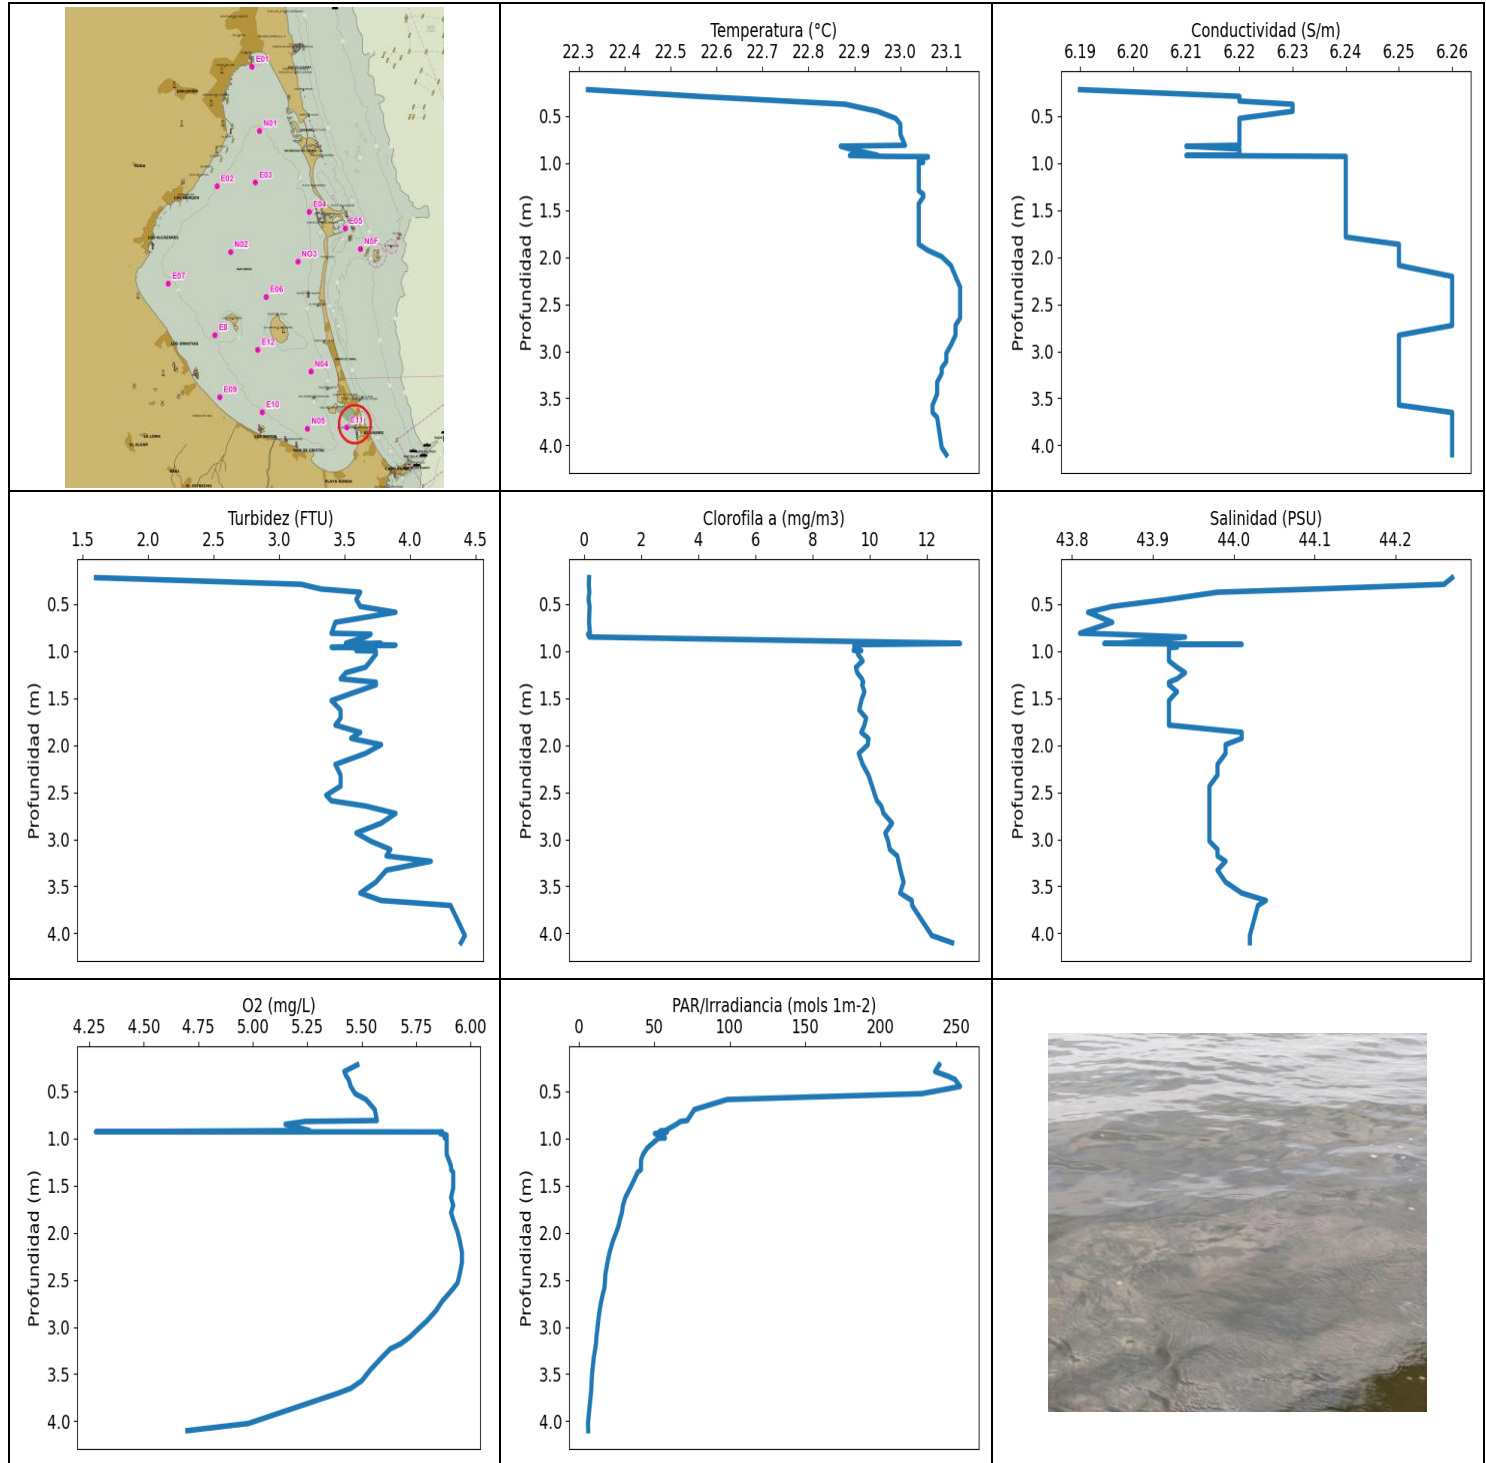 E01
N01
E02
E03
E04
E05
N5F
N02
NO3
E07
E06
E8
E12
N04
E09
E10
N05
E11
Temperatura (°C)
22.3 22.4 22.5 22.6 22.7 22.8 22.9 23.0 23.1
Profundidad (m)
0.5
1.0
1.5
2.0
2.5
3.0
3.5
4.0
Conductividad (S/m)
6.19 6.20 6.21 6.22 6.23 6.24 6.25 6.26
Profundidad (m)
0.5
1.0
1.5
2.0
2.5
3.0
3.5
4.0
Turbidez (FTU)
1.5 2.0 2.5 3.0 3.5 4.0 4.5
Profundidad (m)
0.5
1.0
1.5
2.0
2.5
3.0
3.5
4.0
Clorofila a (mg/m3)
0 2 4 6 8 10 12
Profundidad (m)
0.5
1.0
1.5
2.0
2.5
3.0
3.5
4.0
Salinidad (PSU)
43.8 43.9 44.0 44.1 44.2
Profundidad (m)
0.5
1.0
1.5
2.0
2.5
3.0
3.5
4.0
O2 (mg/L)
4.25 4.50 4.75 5.00 5.25 5.50 5.75 6.00
Profundidad (m)
0.5
1.0
1.5
2.0
2.5
3.0
3.5
4.0
PAR/Irradiancia (mols 1m-2)
0 50 100 150 200 250
Profundidad (m)
0.5
1.0
1.5
2.0
2.5
3.0
3.5
4.0